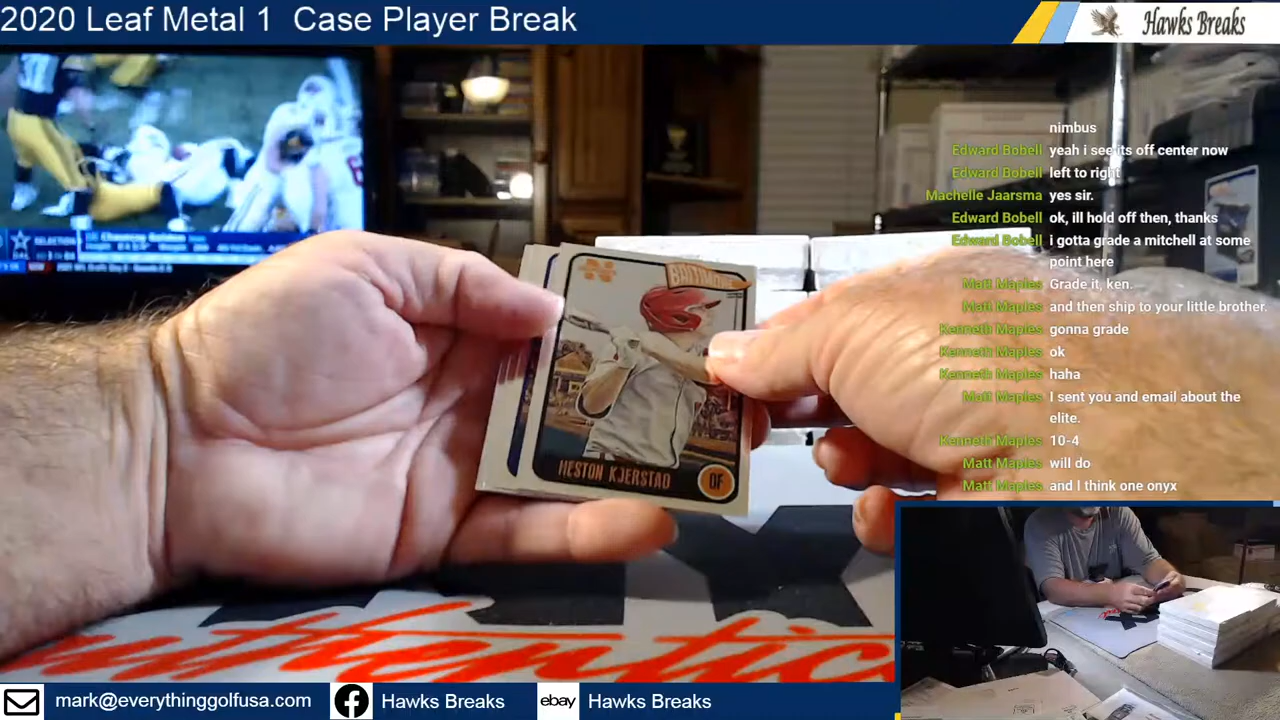 2020 Leaf Metal 1 Case Player Break
Hawks Breaks
nimbus
Edward Bobell yeah i see its off center now
Edward Bobell left to right
Machelle Jaarsma yes sir.
Edward Bobell ok, ill hold off then, thanks
Edward Bobell i gotta grade a mitchell at some
point here
Matt Maples Grade it, ken.
Matt Maples and then ship to your little brother.
Kenneth Maples gonna grade
Kenneth Maples ok
Kenneth Maples haha
Matt Maples I sent you and email about the
elite.
Kenneth Maples 10-4
Matt Maples will do
Matt Maples and I think one onyx
SELECTION
BALTIMORE
HESTON KJERSTAD OF
Authentic
mark@everythinggolfusa.com
Hawks Breaks
ebay Hawks Breaks